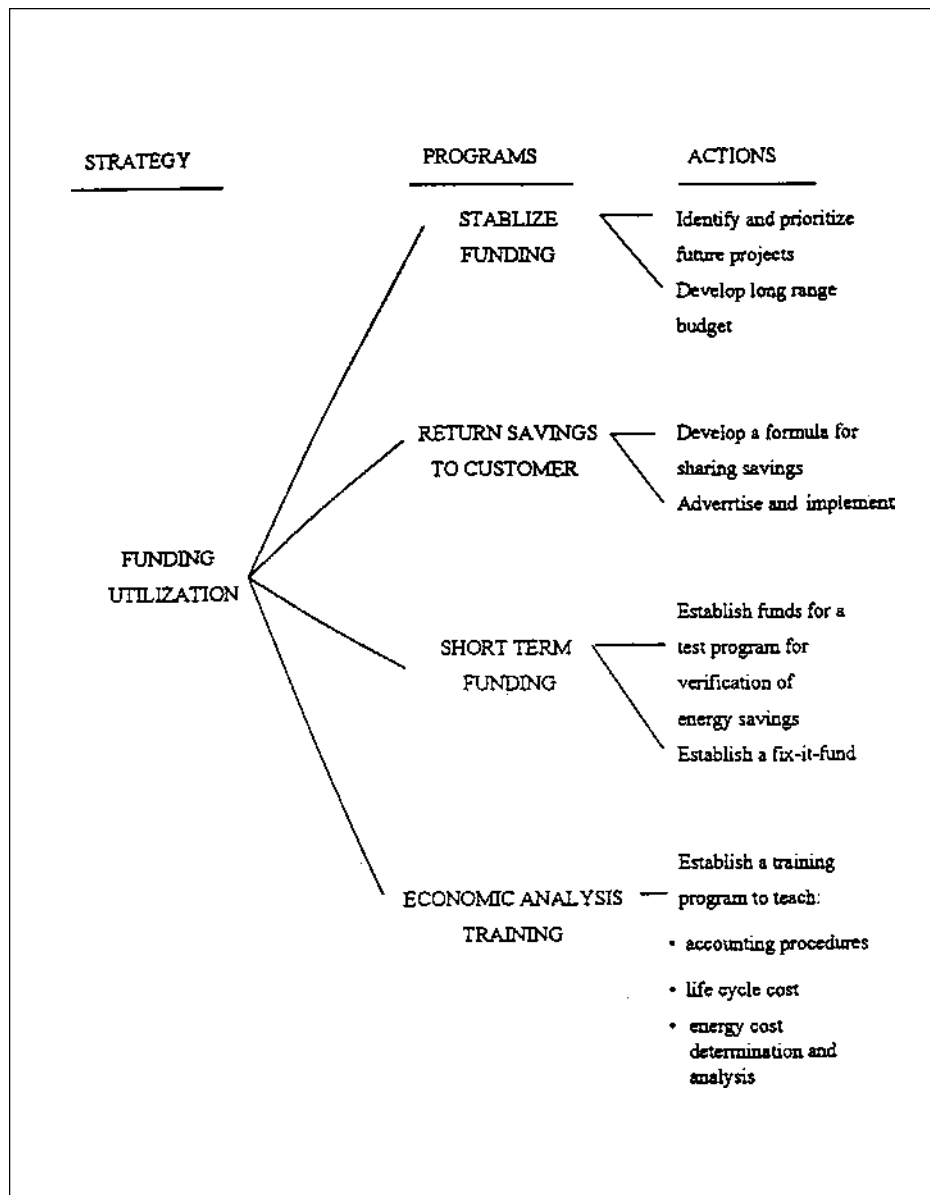 STRATEGY
PROGRAMS
ACTIONS
STABLIZE
FUNDING
Identify and prioritize
future projects
Develop long range
budget
RETURN SAVINGS
TO CUSTOMER
Develop a formula for
sharing savings
Adverrtise and implement
FUNDING
UTILIZATION
SHORT TERM
FUNDING
Establish funds for a
test program for
verification of
energy savings
Establish a fix-it-fund
ECONOMIC ANALYSIS
TRAINING
Establish a training
program to teach:
• accounting procedures
• life cycle cost
• energy cost
determination and
analysis